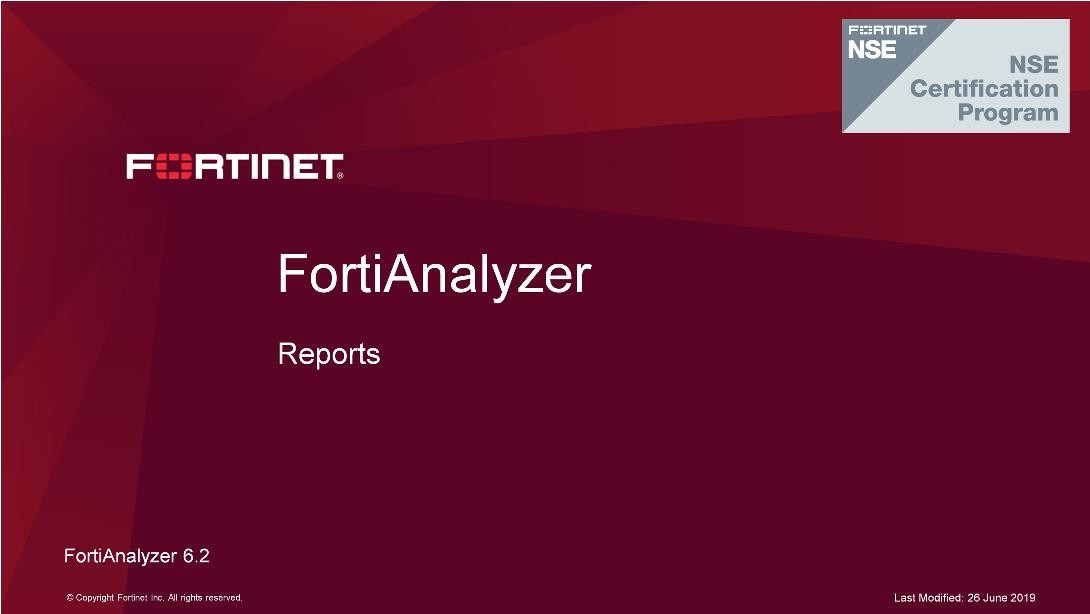 FORTINET
NSE
NSE
Certification
Program
FORTINET®
FortiAnalyzer
Reports
FortiAnalyzer 6.2
© Copyright Fortinet Inc. All rights reserved.
Last Modified: 26 June 2019